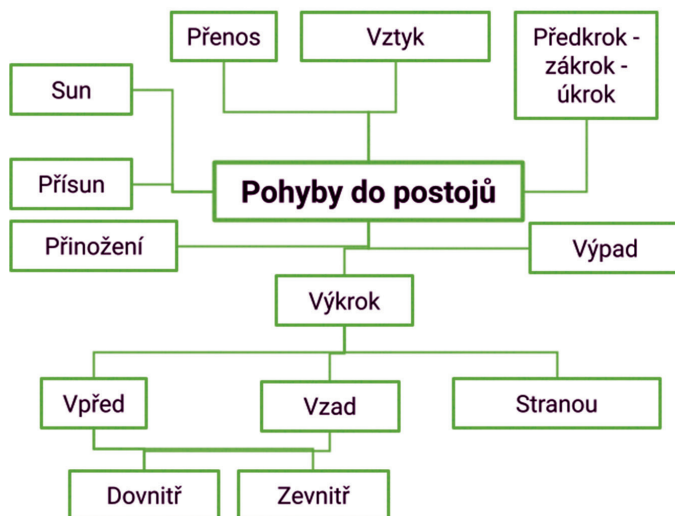 Přenos
Vztyk
Předkrok -
zákrok -
úkrok
Sun
Přísun
Pohyby do postojů
Přinožení
Výpad
Výkrok
Vpřed
Vzad
Stranou
Dovnitř
Zevnitř